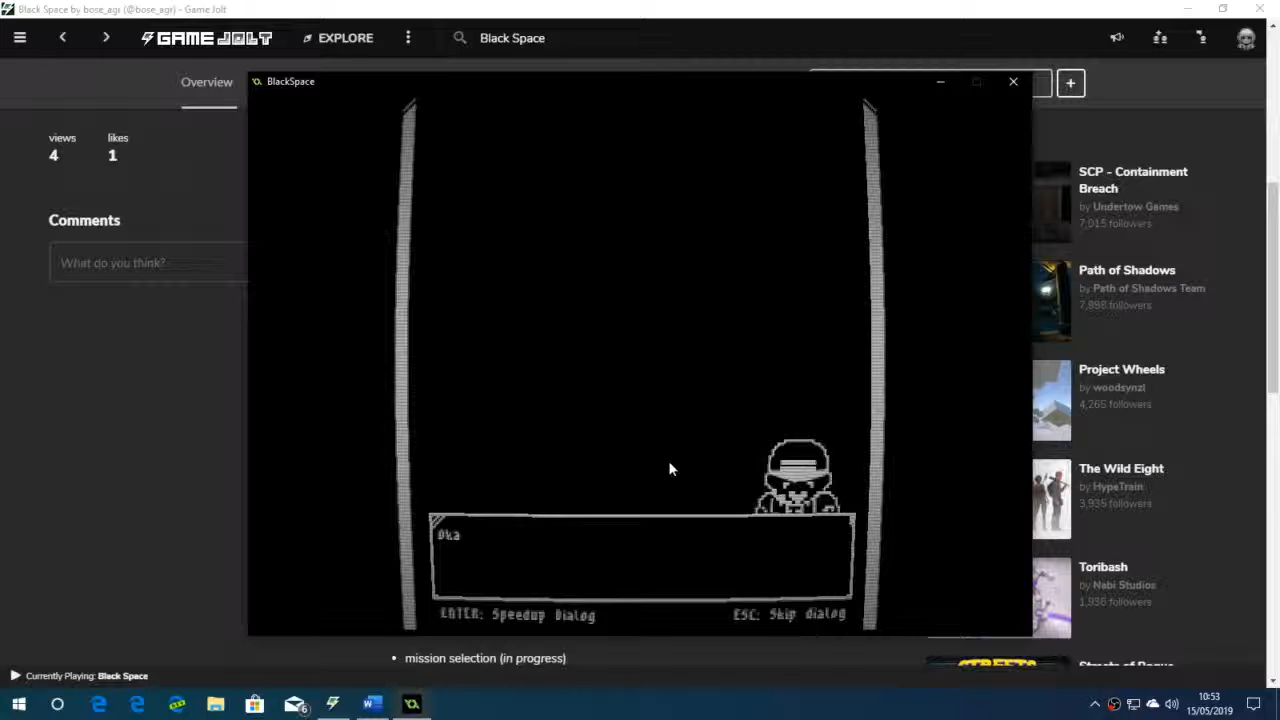 Black Space by bose_agr (@bose_agr) - Game Jolt
GAME JOLT
EXPLORE
Black Space
Overview
BlackSpace
views
likes
4
1
Comments
What do you think?
SCP - Containment
Breach
by Undertow Games
7,015 followers
Path of Shadows
by Path of Shadows Team
7,998 followers
Project Wheels
by woodsynzl
4,265 followers
The Wild Eight
by HypeTrain
3,935 followers
Toribash
by Nabi Studios
1,936 followers
Oka
ENTER: Speedup Dialog
ESC: Skip dialog
mission selection (in progress)
Streets of Rogue
Currently Playing: Black Space
10:53
15/05/2019